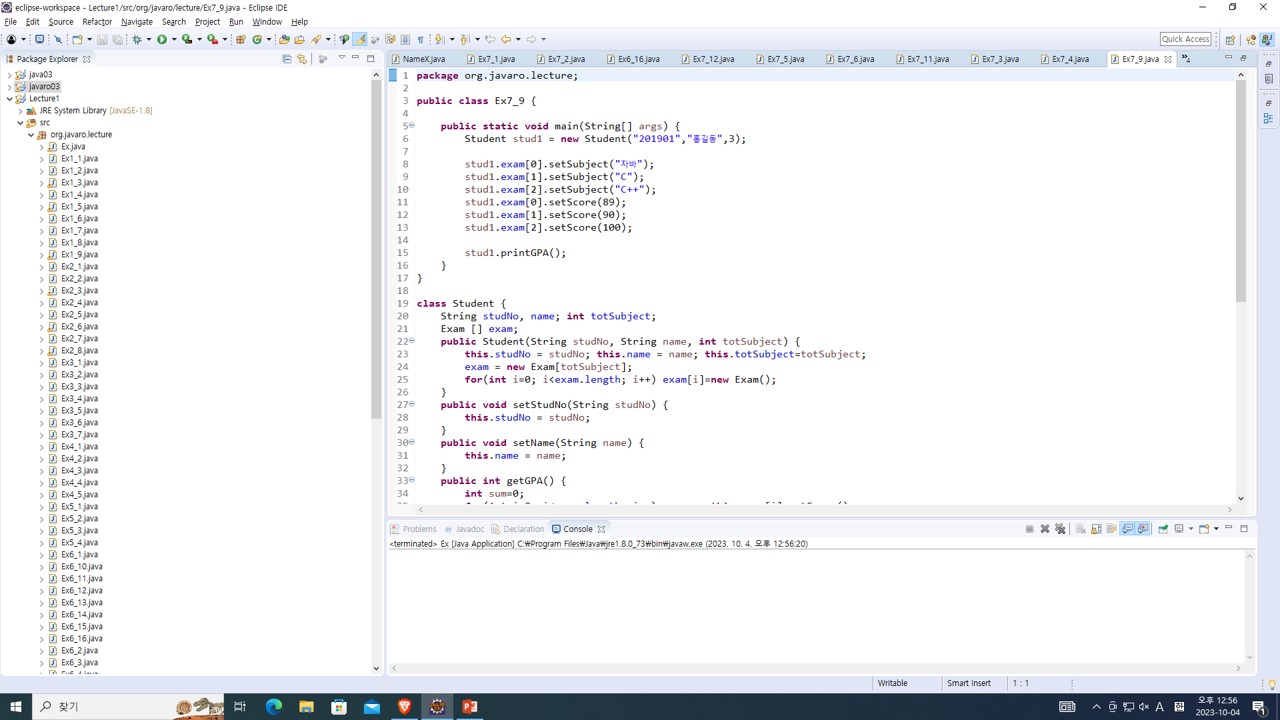 eclipse-workspace - Lecture1/src/org/javaro/lecture/Ex7_9.java - Eclipse IDE
File Edit Source Refactor Navigate Search Project Run Window Help
Quick Access
Package Explorer
java03
javaro03
Lecture1
JRE System Library [JavaSE-1.8]
src
org.javaro.lecture
Ex.java
Ex1_1.java
Ex1_2.java
Ex1_3.java
Ex1_4.java
Ex1_5.java
Ex1_6.java
Ex1_7.java
Ex1_8.java
Ex1_9.java
Ex2_1.java
Ex2_2.java
Ex2_3.java
Ex2_4.java
Ex2_5.java
Ex2_6.java
Ex2_7.java
Ex2_8.java
Ex3_1.java
Ex3_2.java
Ex3_3.java
Ex3_4.java
Ex3_5.java
Ex3_6.java
Ex3_7.java
Ex4_1.java
Ex4_2.java
Ex4_3.java
Ex4_4.java
Ex4_5.java
Ex5_1.java
Ex5_2.java
Ex5_3.java
Ex5_4.java
Ex6_1.java
Ex6_10.java
Ex6_11.java
Ex6_12.java
Ex6_13.java
Ex6_14.java
Ex6_15.java
Ex6_16.java
Ex6_2.java
Ex6_3.java
NameX.java Ex7_1.java Ex7_2.java Ex6_16.java Ex7_12.java Ex7_5.java Ex7_6.java Ex7_11.java Ex7_3.java Ex7_4.java Ex7_9.java
1 package org.javaro.lecture;
2
3 public class Ex7_9 {
4
5 public static void main(String[] args) {
6 Student stud1 = new Student("201901","홍길동",3);
7
8 stud1.exam[0].setSubject("자바");
9 stud1.exam[1].setSubject("C");
10 stud1.exam[2].setSubject("C++");
11 stud1.exam[0].setScore(89);
12 stud1.exam[1].setScore(90);
13 stud1.exam[2].setScore(100);
14
15 stud1.printGPA();
16 }
17 }
18
19 class Student {
20 String studNo, name; int totSubject;
21 Exam [] exam;
22 public Student(String studNo, String name, int totSubject) {
23 this.studNo = studNo; this.name = name; this.totSubject=totSubject;
24 exam = new Exam[totSubject];
25 for(int i=0; i<exam.length; i++) exam[i]=new Exam();
26 }
27 public void setStudNo(String studNo) {
28 this.studNo = studNo;
29 }
30 public void setName(String name) {
31 this.name = name;
32 }
33 public int getGPA() {
34 int sum=0;
Problems Javadoc Declaration Console
<terminated> Ex [Java Application] C:₩Program Files₩Java₩jre1.8.0_73₩bin₩javaw.exe (2023. 10. 4. 오후 12:56:20)
Writable Smart Insert 1 : 1
찾기
A 漢 오후 12:56
2023-10-04
1